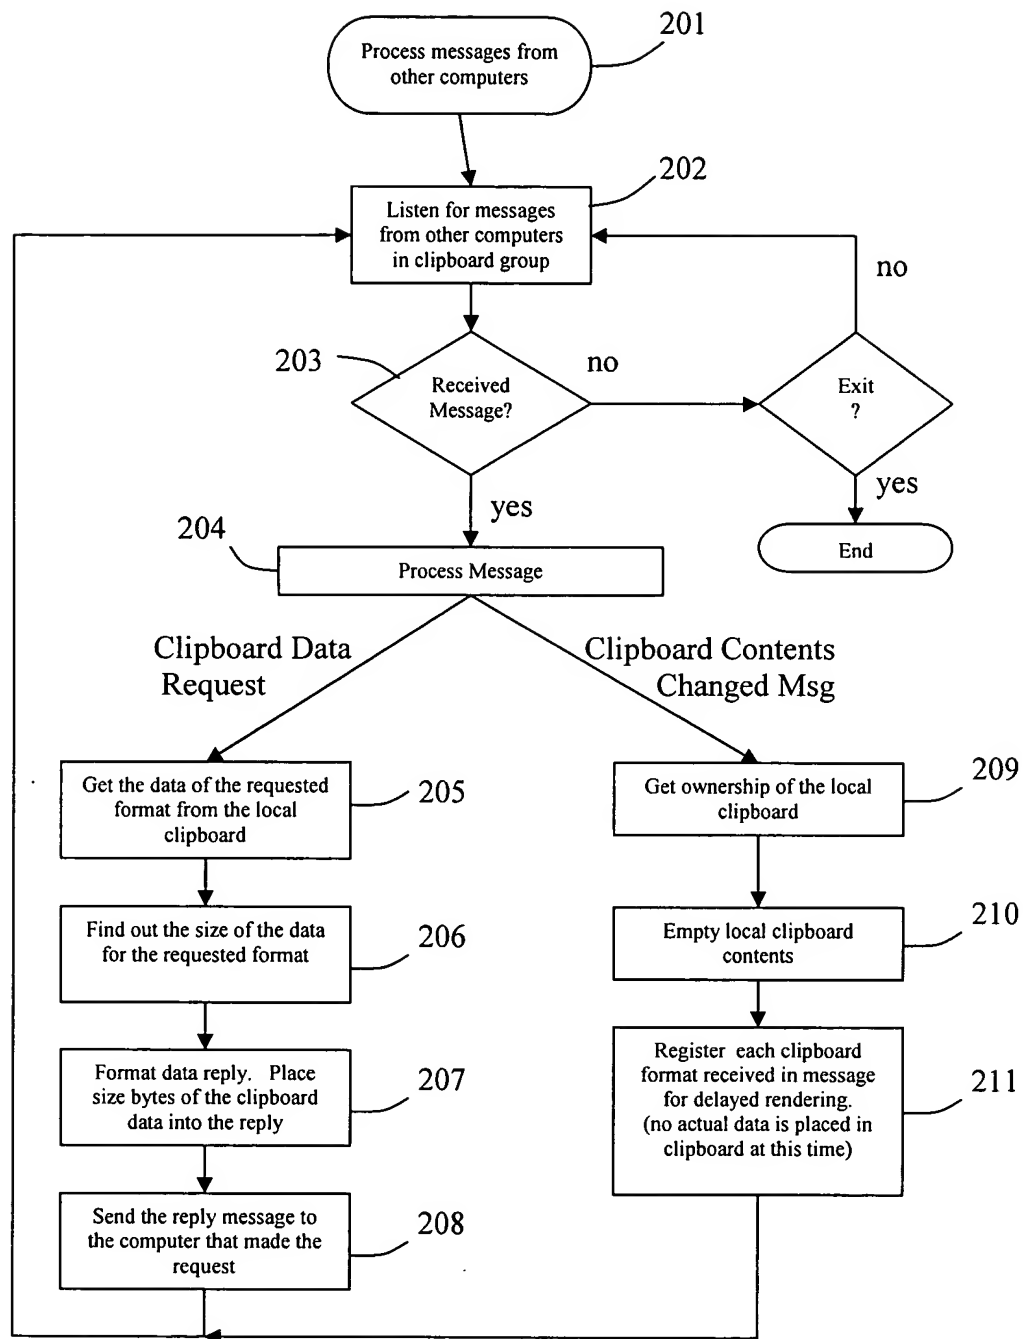 Process messages from
other computers
201
202
Listen for messages
from other computers
in clipboard group
no
203
Received
Message?
no
Exit
?
yes
yes
End
204
Process Message
Clipboard Data
Request
Clipboard Contents
Changed Msg
Get the data of the requested
format from the local
clipboard
205
Get ownership of the local
clipboard
209
Find out the size of the data
for the requested format
206
Empty local clipboard
contents
210
Format data reply. Place
size bytes of the clipboard
data into the reply
207
Register each clipboard
format received in message
for delayed rendering.
(no actual data is placed in
clipboard at this time)
211
Send the reply message to
the computer that made the
request
208